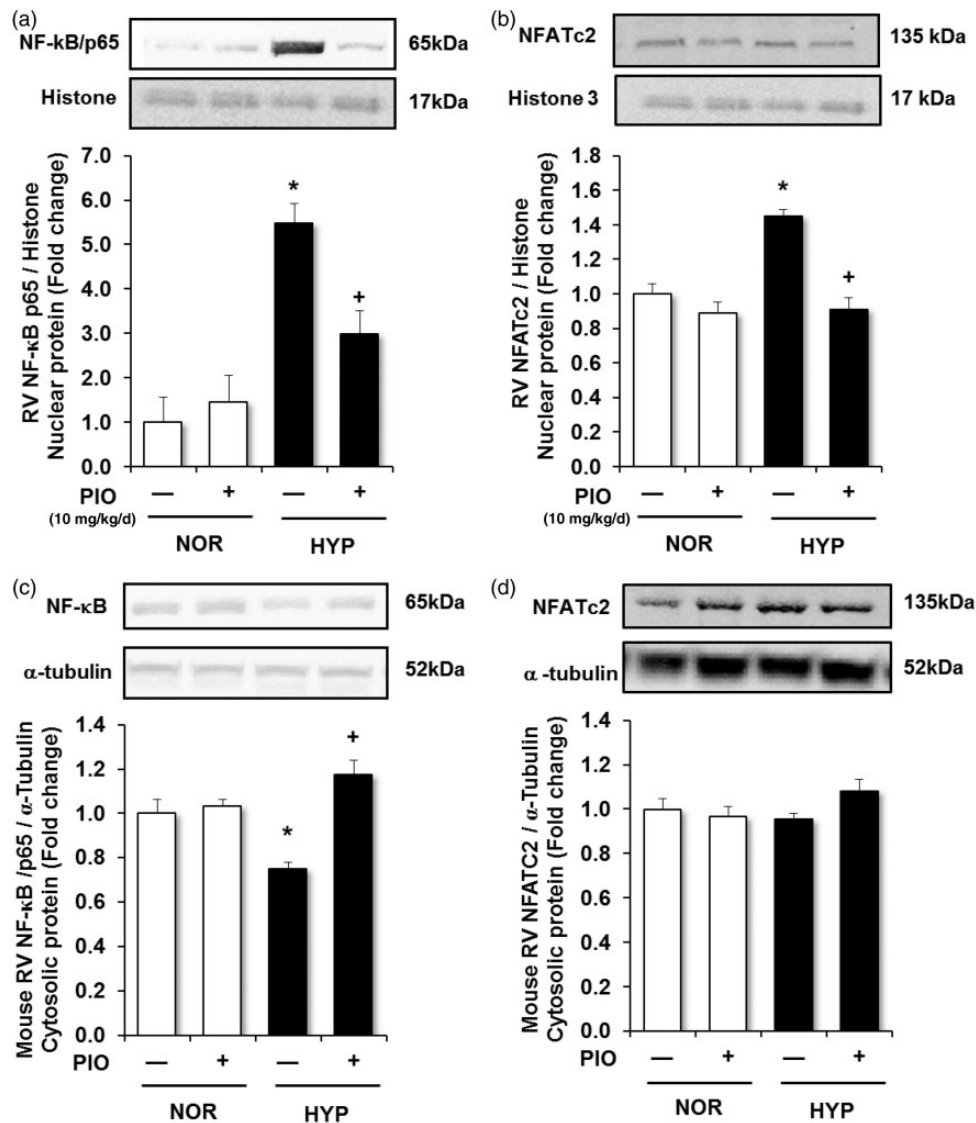 (a)
NF-kB/p65
65kDa
Histone
17kDa
RV NF-κB p65 / Histone
Nuclear protein (Fold change)
7.0
6.0
5.0
4.0
3.0
2.0
1.0
0.0
*
+
PIO — + — +
(10 mg/kg/d)
NOR HYP
(b)
NFATc2
135 kDa
Histone 3
17 kDa
RV NFATc2 / Histone
Nuclear protein (Fold change)
1.8
1.6
1.4
1.2
1.0
0.8
0.6
0.4
0.2
0.0
*
+
PIO — + — +
(10 mg/kg/d)
NOR HYP
(c)
NF-κB
65kDa
α-tubulin
52kDa
Mouse RV NF-κB /p65 / α-Tubulin
Cytosolic protein (Fold change)
1.4
1.2
1.0
0.8
0.6
0.4
0.2
0.0
*
+
PIO — + — +
NOR HYP
(d)
NFATc2
135kDa
α -tubulin
52kDa
Mouse RV NFATC2 / α-Tubulin
Cytosolic protein (Fold change)
1.4
1.2
1.0
0.8
0.6
0.4
0.2
0.0
PIO — + — +
NOR HYP